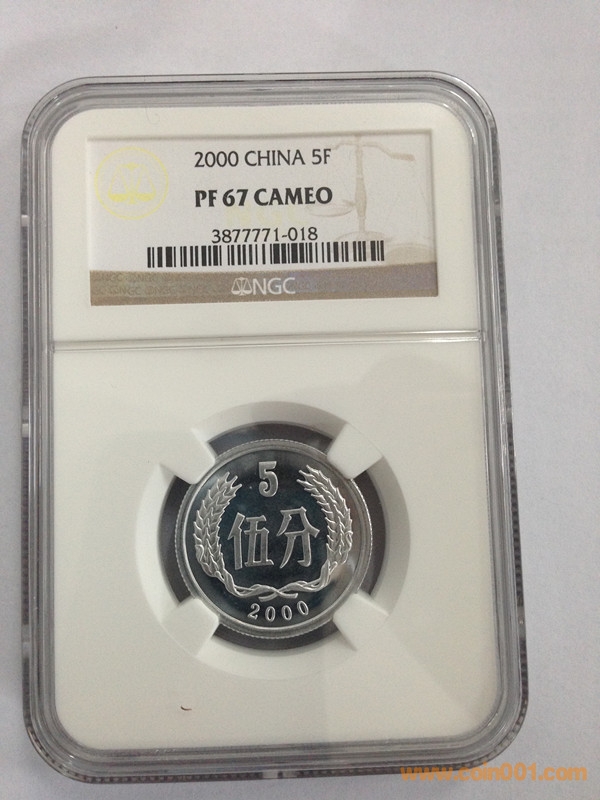 2000 CHINA 5F
PF 67 CAMEO
3877771-018
NGC
5
伍分
2000
www.coin001.com